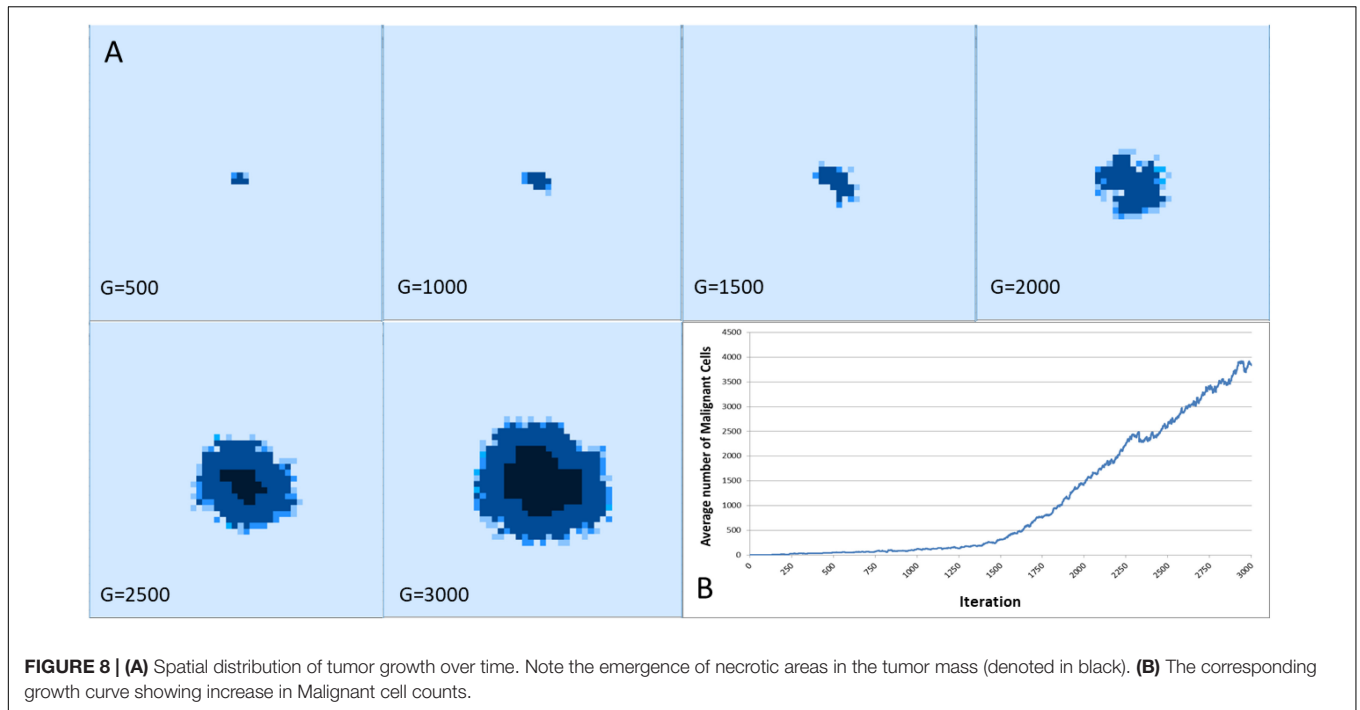 A
G=500
G=1000
G=1500
G=2000
G=2500
G=3000
Average number of Malignant Cells
4500
4000
3500
3000
2500
2000
1500
1000
500
0
0 250 500 750 1000 1250 1500 1750 2000 2250 2500 2750 3000
Iteration
B
FIGURE 8 | (A) Spatial distribution of tumor growth over time. Note the emergence of necrotic areas in the tumor mass (denoted in black). (B) The corresponding
growth curve showing increase in Malignant cell counts.